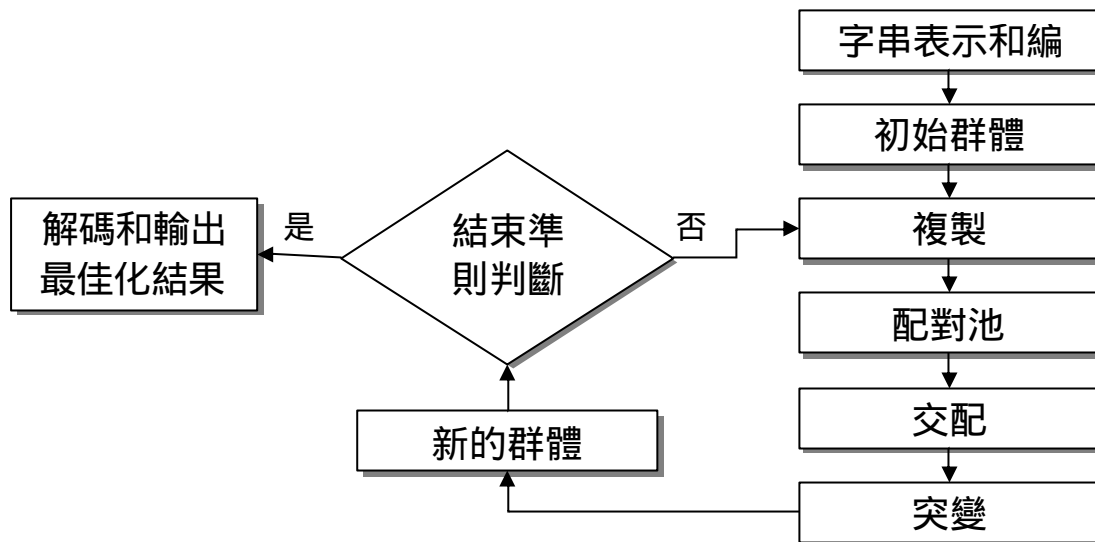 字串表示和編
初始群體
解碼和輸出
最佳化結果
是
結束準
則判斷
否
複製
配對池
新的群體
交配
突變